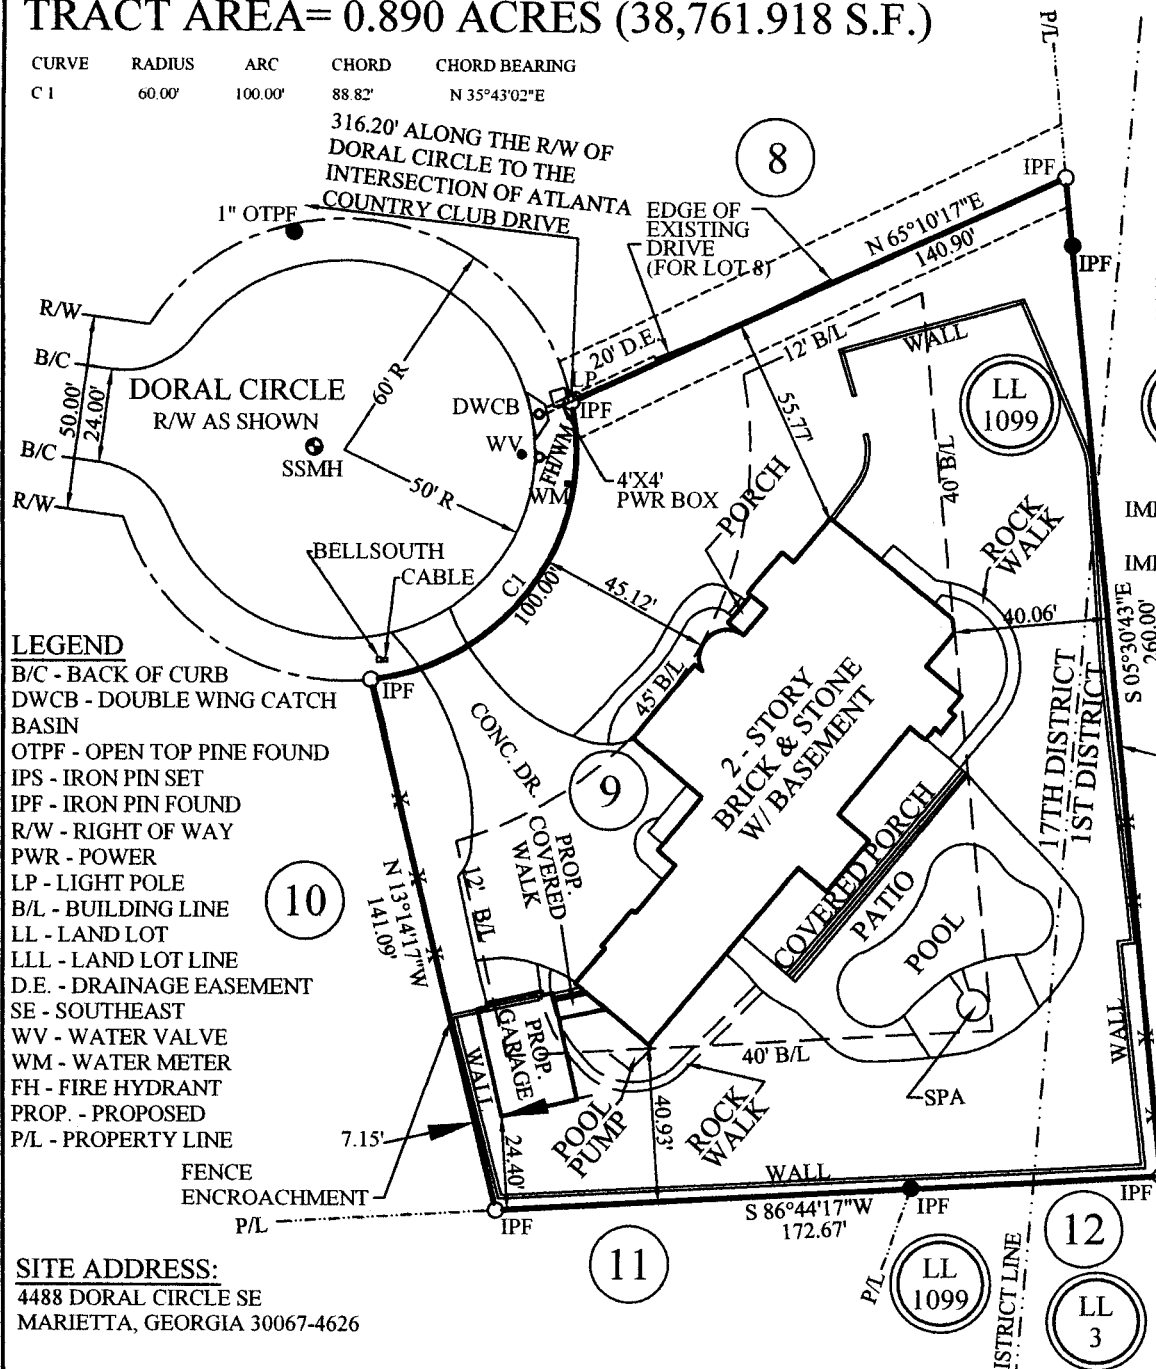 TRACT AREA= 0.890 ACRES (38,761.918 S.F.)
CURVE RADIUS ARC CHORD CHORD BEARING
C 1 60.00' 100.00' 88.82' N 35°43'02"E
316.20' ALONG THE R/W OF
DORAL CIRCLE TO THE
INTERSECTION OF ATLANTA
COUNTRY CLUB DRIVE
1" OTPF
8
P/L
IPF
IPF
EDGE OF
EXISTING
DRIVE
(FOR LOT 8)
N 65°10'17"E
140.90'
R/W
B/C
50.00'
24.00'
B/C
R/W
DORAL CIRCLE
R/W AS SHOWN
SSMH
60' R
50' R
20' D.E.
12' B/L
WALL
LL
1099
LP
IPF
DWCB
WV
FH/WM
WM
4'X4'
PWR BOX
55.77'
PORCH
40' B/L
ROCK
WALK
BELLSOUTH
CABLE
C1
100.00'
45.12'
40.06'
S 05°30'43"E
260.00'
IPF
45' B/L
CONC. DR.
9
2 - STORY
BRICK & STONE
W/ BASEMENT
17TH DISTRICT
1ST DISTRICT
LEGEND
B/C - BACK OF CURB
DWCB - DOUBLE WING CATCH
BASIN
OTPF - OPEN TOP PINE FOUND
IPS - IRON PIN SET
IPF - IRON PIN FOUND
R/W - RIGHT OF WAY
PWR - POWER
LP - LIGHT POLE
B/L - BUILDING LINE
LL - LAND LOT
LLL - LAND LOT LINE
D.E. - DRAINAGE EASEMENT
SE - SOUTHEAST
WV - WATER VALVE
WM - WATER METER
FH - FIRE HYDRANT
PROP. - PROPOSED
P/L - PROPERTY LINE
10
N 13°14'17"W
141.09'
12' B/L
PROP.
COVERED
WALK
COVERED PORCH
PATIO
POOL
SPA
WALL
PROP.
GARAGE
WALL
40' B/L
POOL
PUMP
ROCK
WALK
7.15'
24.40'
40.93'
FENCE
ENCROACHMENT
P/L
IPF
WALL
S 86°44'17"W
172.67'
IPF
IPF
11
12
P/L
LL
1099
LL
3
SITE ADDRESS:
4488 DORAL CIRCLE SE
MARIETTA, GEORGIA 30067-4626